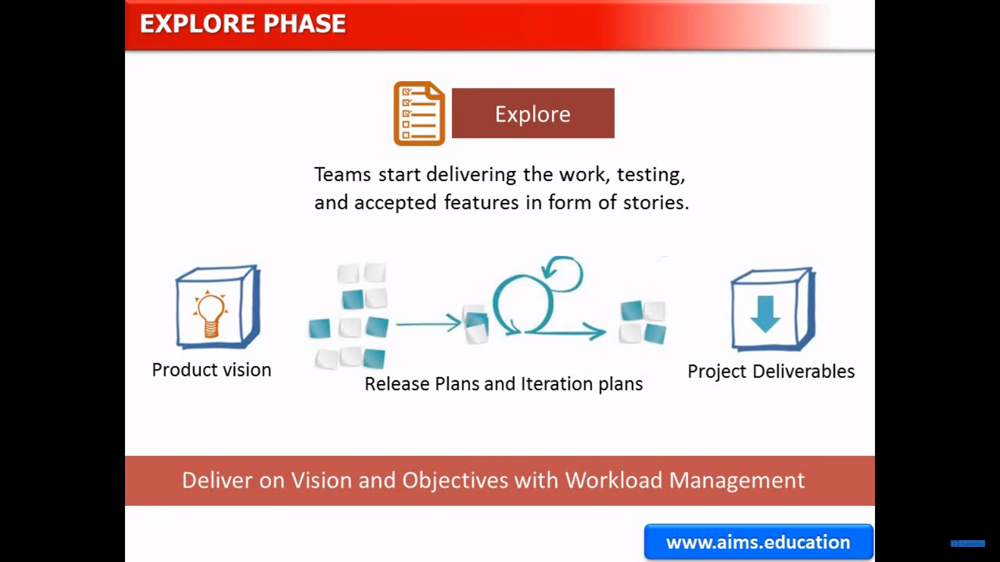 EXPLORE PHASE
Explore
Teams start delivering the work, testing,
and accepted features in form of stories.
Product vision
Release Plans and Iteration plans
Project Deliverables
Deliver on Vision and Objectives with Workload Management
www.aims.education
Subscribe